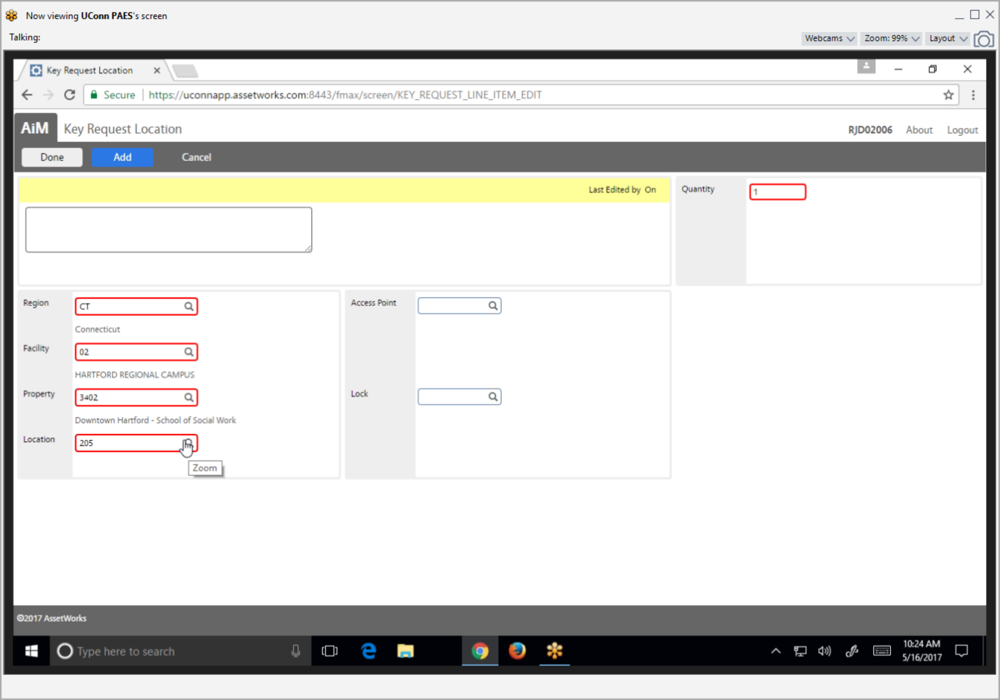 Now viewing UConn PAES's screen
Talking:
Webcams
Zoom: 99%
Layout
Key Request Location
Secure
https://uconnapp.assetworks.com:8443/fmax/screen/KEY_REQUEST_LINE_ITEM_EDIT
AiM
Key Request Location
RJD02006
About
Logout
Done
Add
Cancel
Last Edited by On
Quantity
1
Region
CT
Connecticut
Facility
02
HARTFORD REGIONAL CAMPUS
Property
3402
Downtown Hartford - School of Social Work
Location
205
Zoom
Access Point
Lock
©2017 AssetWorks
Type here to search
10:24 AM
5/16/2017